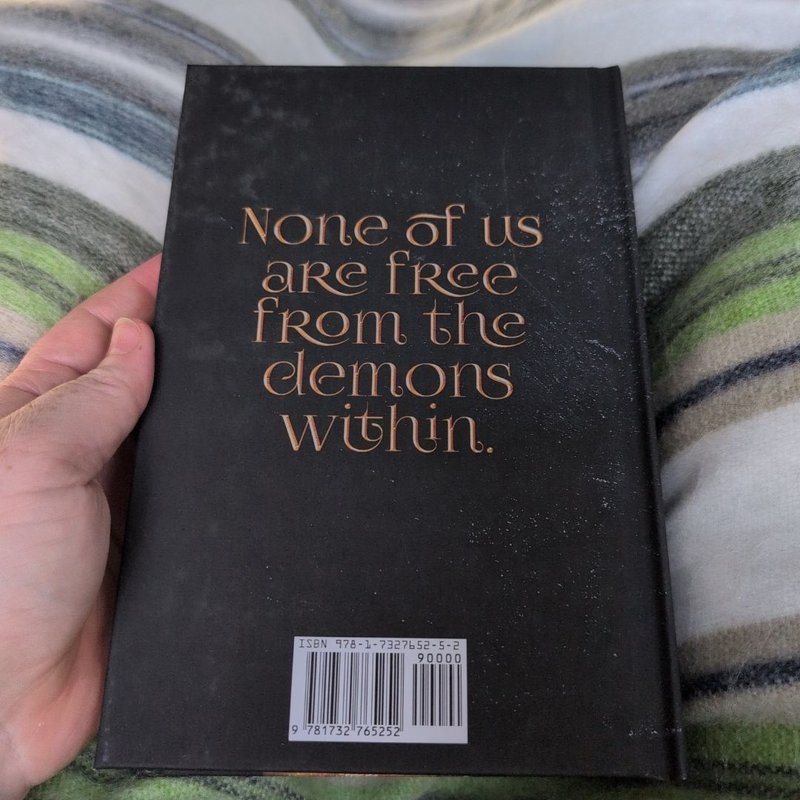 None of us
are free
from the
demons
within.
ISBN 978-1-7327652-5-2
90000
9 781732 765252